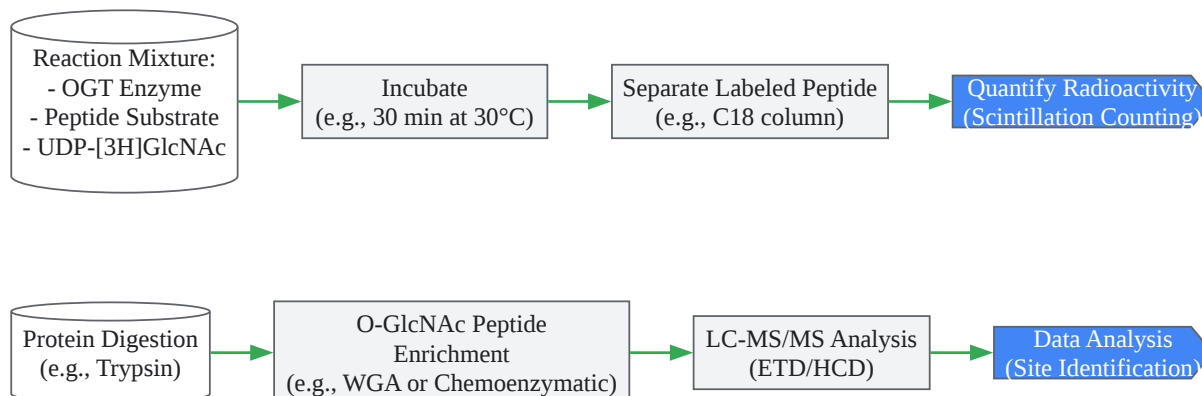 Reaction Mixture:
- OGT Enzyme
- Peptide Substrate
- UDP-[3H]GlcNAc
Incubate
(e.g., 30 min at 30°C)
Separate Labeled Peptide
(e.g., C18 column)
Quantify Radioactivity
(Scintillation Counting)
Protein Digestion
(e.g., Trypsin)
O-GlcNAc Peptide
Enrichment
(e.g., WGA or Chemoenzymatic)
LC-MS/MS Analysis
(ETD/HCD)
Data Analysis
(Site Identification)